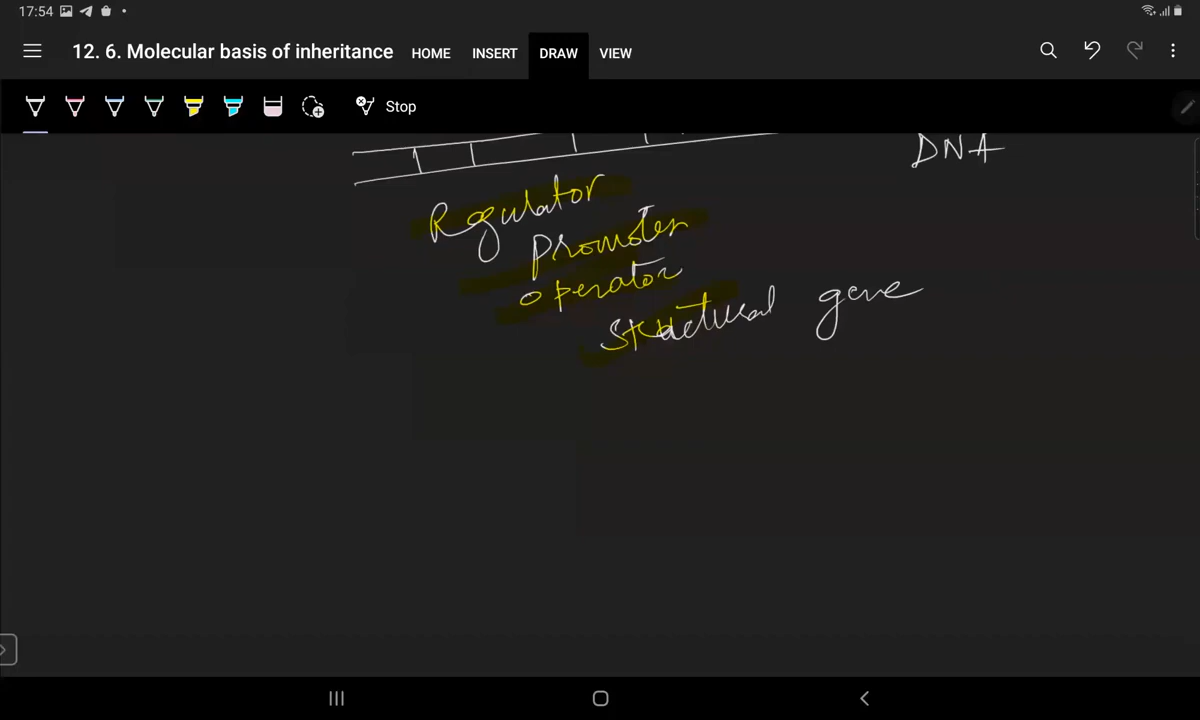 17:54
12. 6. Molecular basis of inheritance HOME INSERT DRAW VIEW
Stop
DNA
Regulator
promoter
operator
structural gene